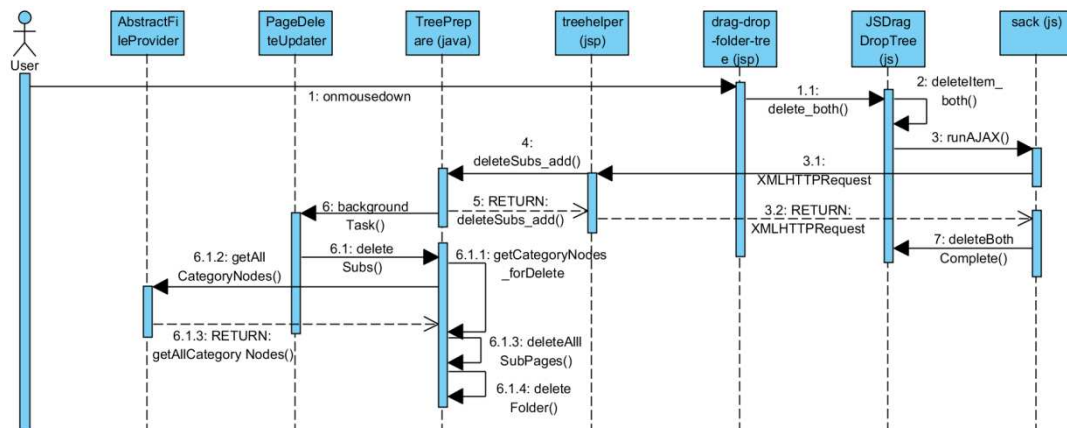 AbstractFi
leProvider
PageDele
teUpdater
TreePrep
are (java)
treehelper
(jsp)
drag-drop
-folder-tre
e (jsp)
JSDrag
DropTree
(js)
sack (js)
User
1: onmousedown
1.1:
delete_both()
2: deleteItem_
both()
3: runAJAX()
4:
deleteSubs_add()
3.1:
XMLHTTPRequest
5: RETURN:
deleteSubs_add()
6: background
Task()
3.2: RETURN:
XMLHTTPRequest
7: deleteBoth
Complete()
6.1.2: getAll
CategoryNodes()
6.1: delete
Subs()
6.1.1: getCategoryNodes
_forDelete
6.1.3: RETURN:
getAllCategory Nodes()
6.1.3: deleteAlll
SubPages()
6.1.4: delete
Folder()